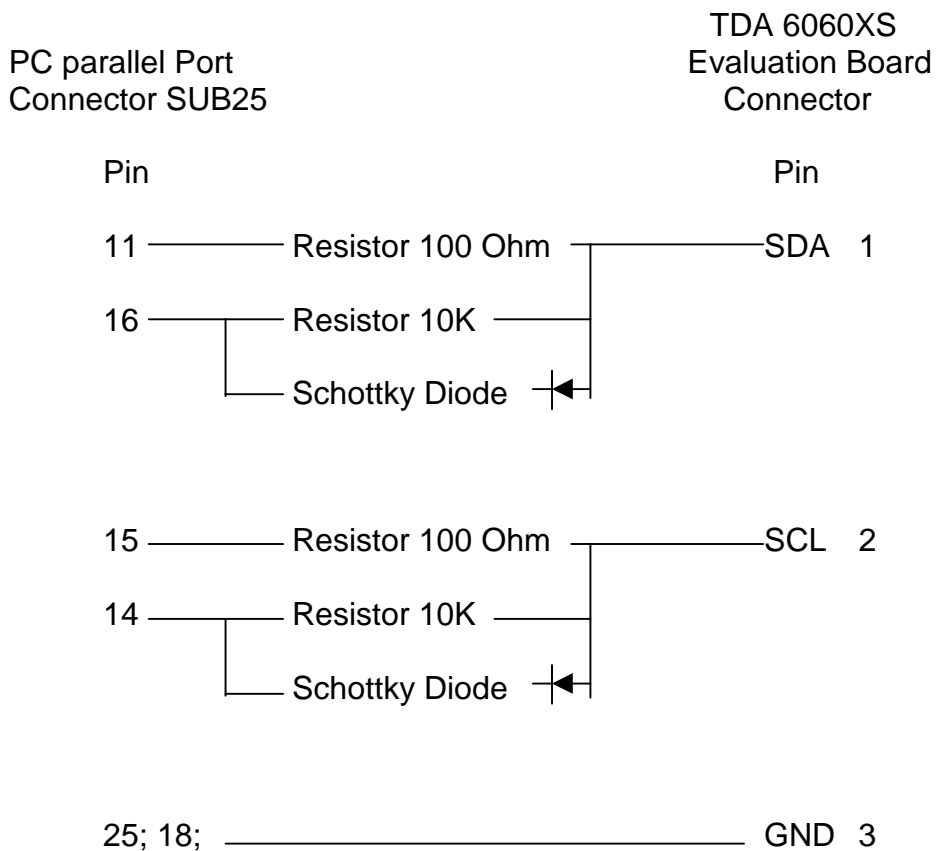 TDA 6060XS
PC parallel Port Evaluation Board
Connector SUB25 Connector
Pin Pin
11 Resistor 100 Ohm SDA 1
16 Resistor 10K
Schottky Diode
15 Resistor 100 Ohm SCL 2
14 Resistor 10K
Schottky Diode
25; 18; GND 3